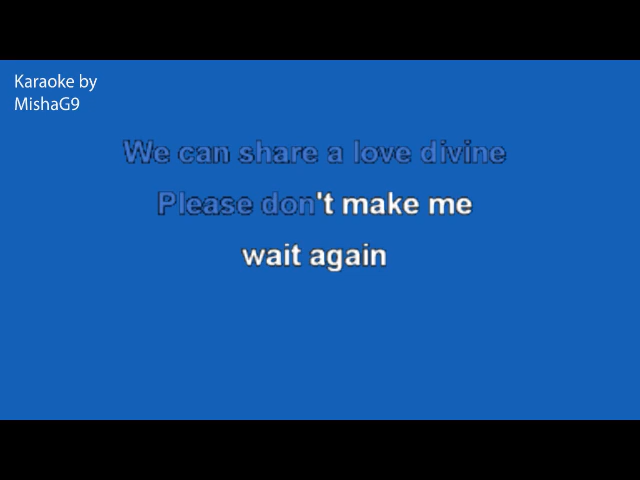 Karaoke by
MishaG9
We can share a love divine
Please don't make me
wait again